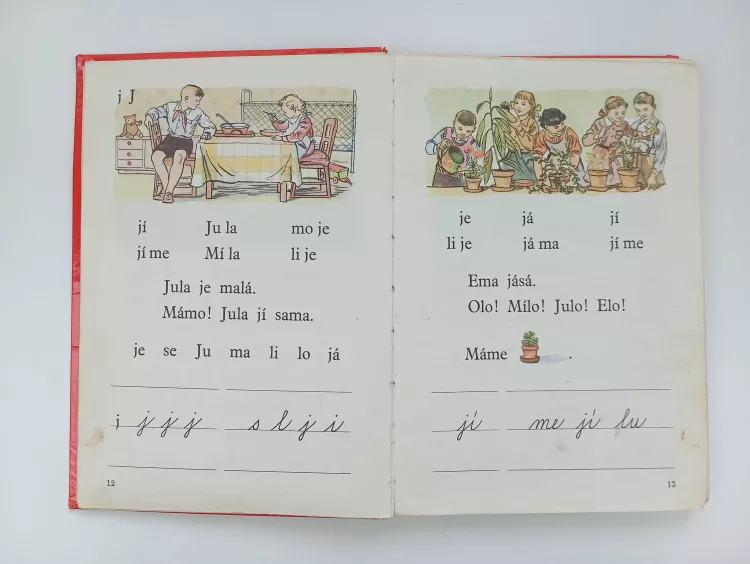 j J
jí Ju la mo je
jí me Mí la li je
Jula je malá.
Mámo! Jula jí sama.
je se Ju ma li lo já
j j j j s l j i
12
je já jí
li je já ma jí me
Ema jásá.
Olo! Mílo! Julo! Elo!
Máme .
jí me jí lu
13